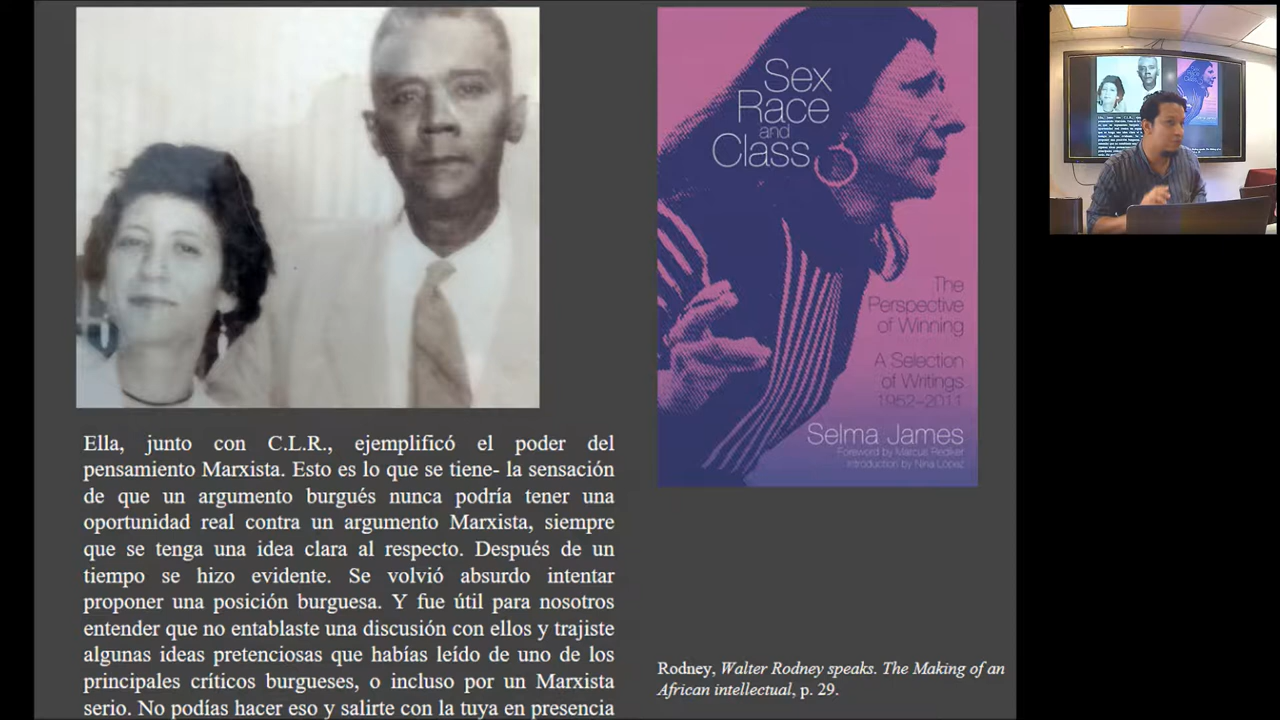 Ella, junto con C.L.R., ejemplificó el poder del
pensamiento Marxista. Esto es lo que se tiene- la sensación
de que un argumento burgués nunca podría tener una
oportunidad real contra un argumento Marxista, siempre
que se tenga una idea clara al respecto. Después de un
tiempo se hizo evidente. Se volvió absurdo intentar
proponer una posición burguesa. Y fue útil para nosotros
entender que no entablaste una discusión con ellos y trajiste
algunas ideas pretenciosas que habías leído de uno de los
principales críticos burgueses, o incluso por un Marxista
serio. No podías hacer eso y salirte con la tuya en presencia
Sex
Race
and
Class
The
Perspective
of Winning
A Selection
of Writings
1952–2011
Selma James
Foreword by Marcus Rediker
Introduction by Nina López
Rodney, Walter Rodney speaks. The Making of an
African intellectual, p. 29.